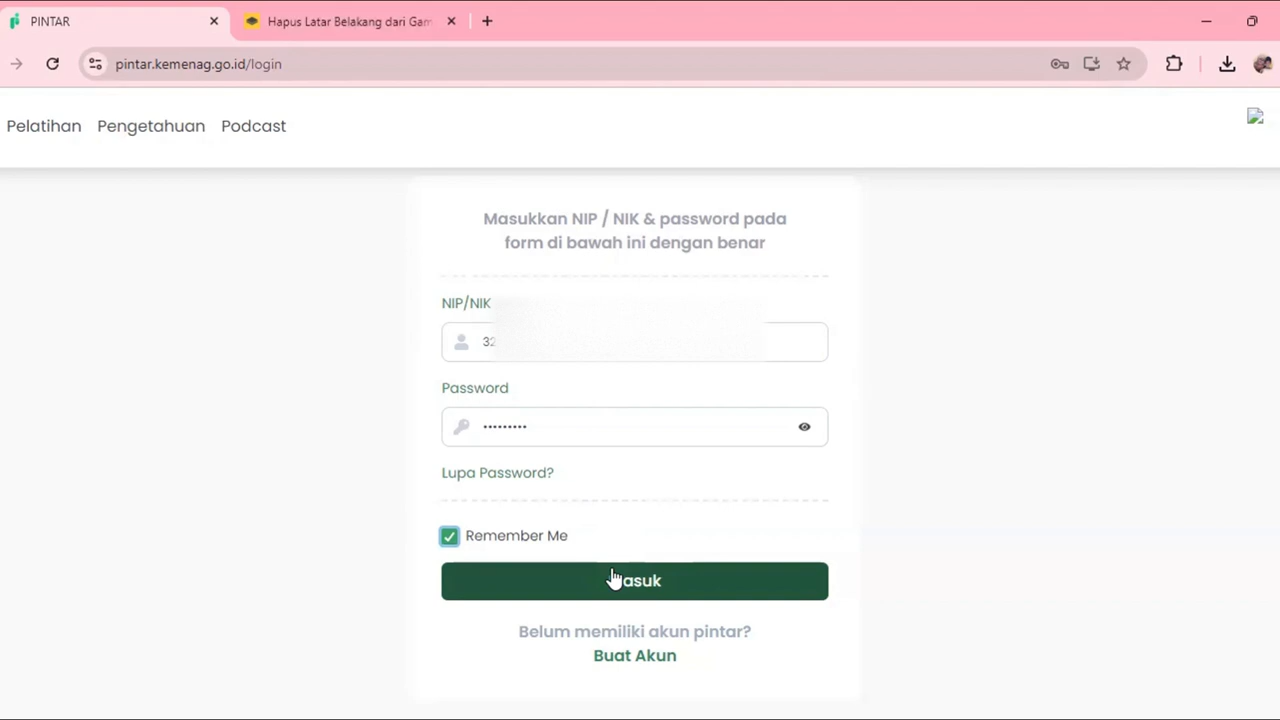 PINTAR
Hapus Latar Belakang dari Gam
pintar.kemenag.go.id/login
Pelatihan Pengetahuan Podcast
Masukkan NIP / NIK & password pada
form di bawah ini dengan benar
NIP/NIK
32
Password
Lupa Password?
Remember Me
asuk
Belum memiliki akun pintar?
Buat Akun